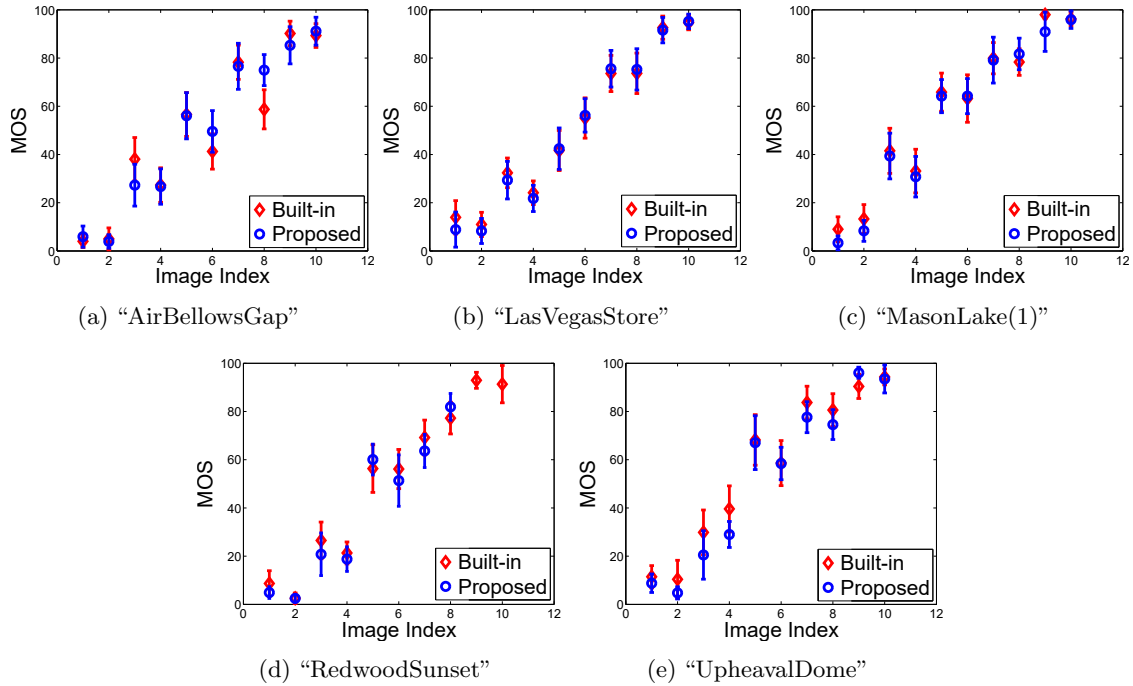 100
80
60
40
20
0
MOS
0 2 4 6 8 10 12
Image Index
Built-in
Proposed
(a) “AirBellowsGap”
100
80
60
40
20
0
MOS
0 2 4 6 8 10 12
Image Index
Built-in
Proposed
(b) “LasVegasStore”
100
80
60
40
20
0
MOS
0 2 4 6 8 10 12
Image Index
Built-in
Proposed
(c) “MasonLake(1)”
100
80
60
40
20
0
MOS
0 2 4 6 8 10 12
Image Index
Built-in
Proposed
(d) “RedwoodSunset”
100
80
60
40
20
0
MOS
0 2 4 6 8 10 12
Image Index
Built-in
Proposed
(e) “UpheavalDome”